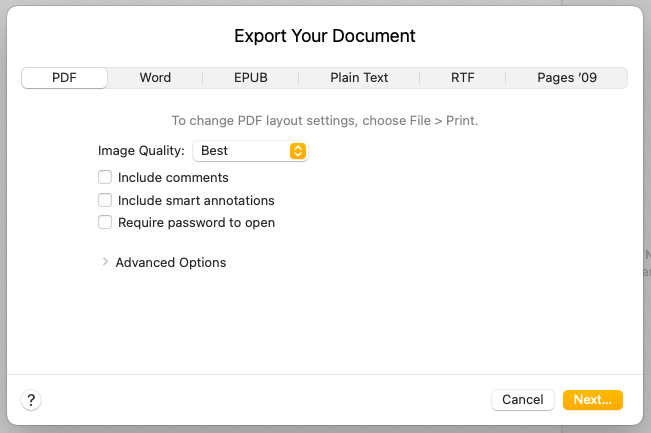 Export Your Document
PDF Word EPUB Plain Text RTF Pages ’09
To change PDF layout settings, choose File > Print.
Image Quality: Best
Include comments
Include smart annotations
Require password to open
Advanced Options
? Cancel Next...